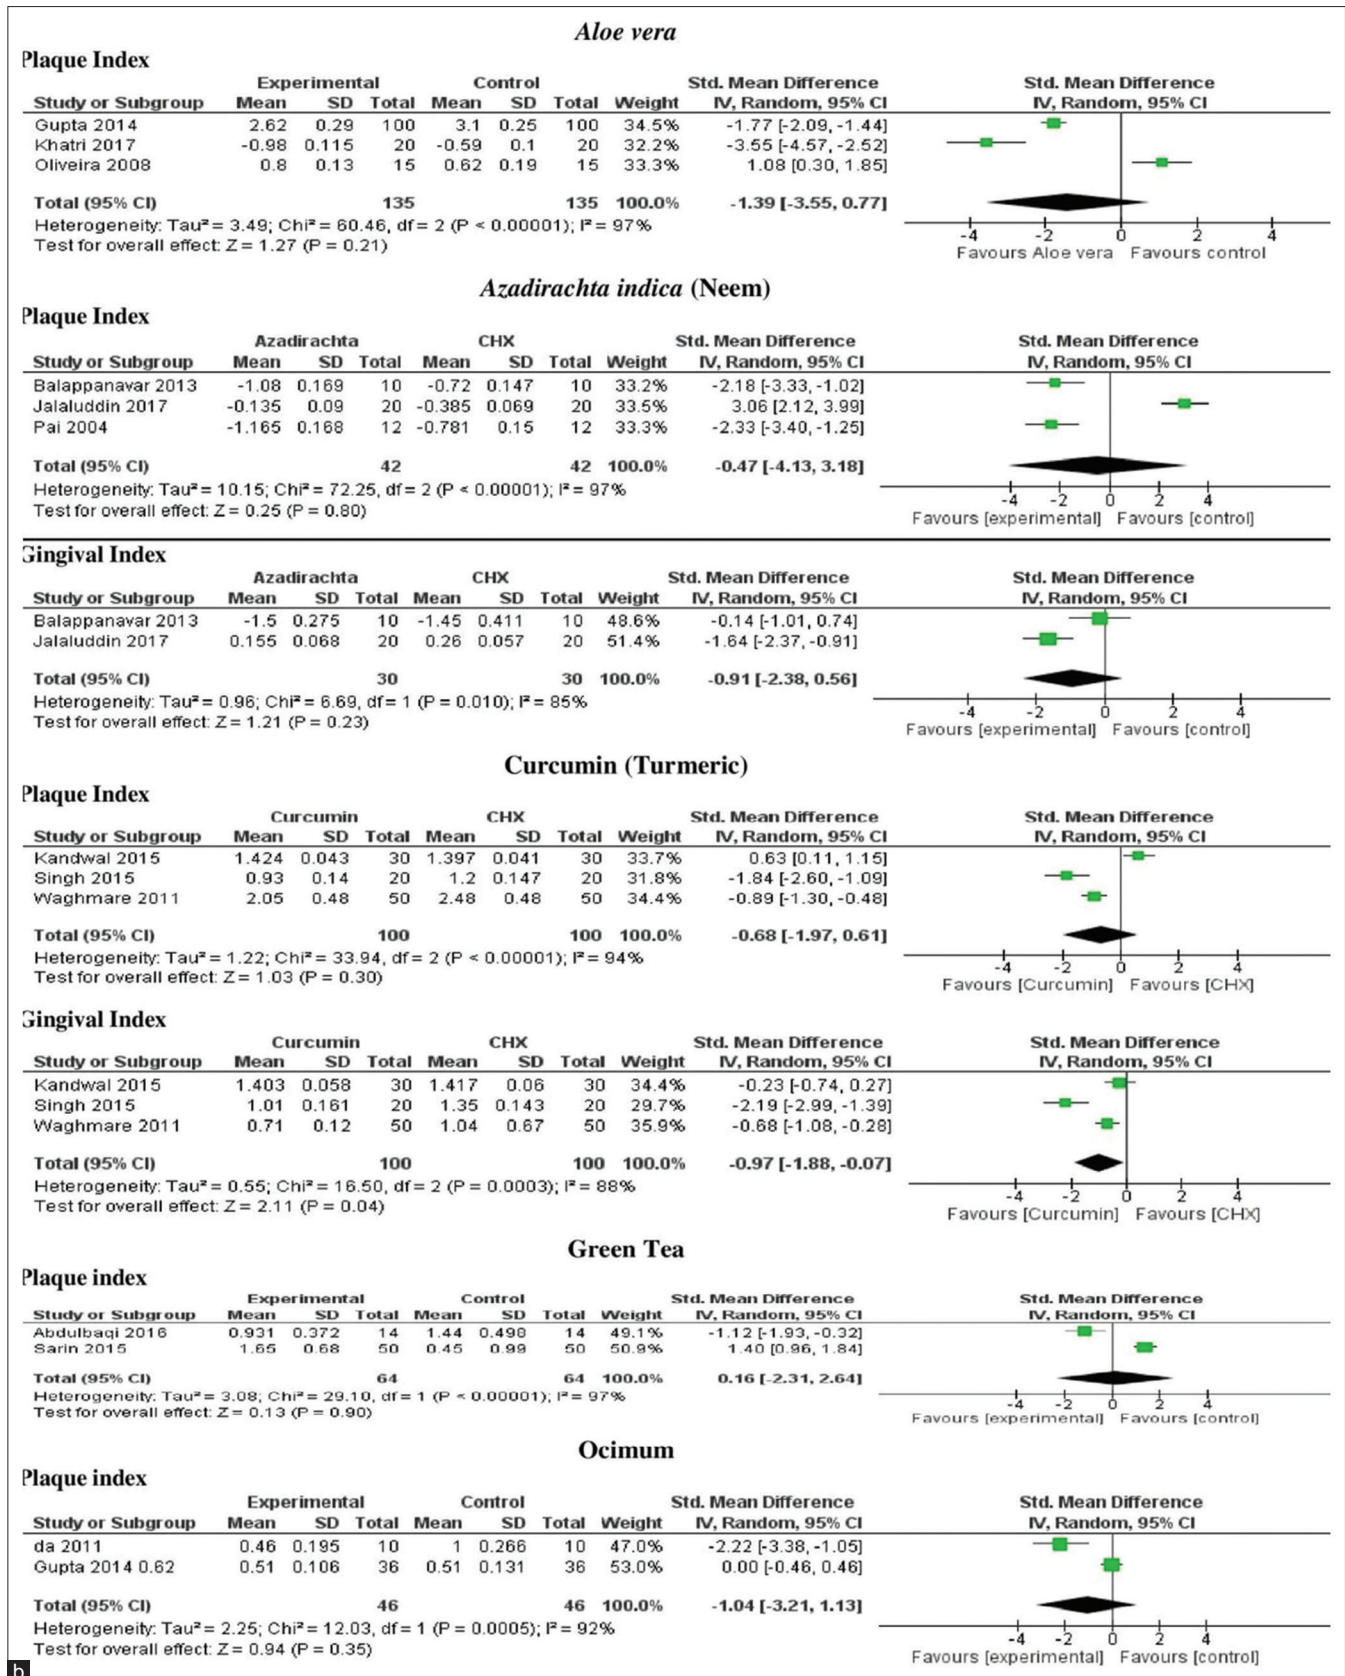 Aloe vera
Plaque Index
Experimental Control Std. Mean Difference Std. Mean Difference
Study or Subgroup Mean SD Total Mean SD Total Weight IV, Random, 95% CI IV, Random, 95% CI
Gupta 2014 2.62 0.29 100 3.1 0.25 100 34.5% -1.77 [-2.09, -1.44]
Khatri 2017 -0.98 0.115 20 -0.59 0.1 20 32.2% -3.55 [-4.57, -2.52]
Oliveira 2008 0.8 0.13 15 0.62 0.19 15 33.3% 1.08 [0.30, 1.85]
Total (95% CI) 135 135 100.0% -1.39 [-3.55, 0.77]
Heterogeneity: Tau² = 3.49; Chi² = 60.46, df = 2 (P < 0.00001); I² = 97%
Test for overall effect: Z = 1.27 (P = 0.21)
-4 -2 0 2 4
Favours Aloe vera Favours control
Azadirachta indica (Neem)
Plaque Index
Azadirachta CHX Std. Mean Difference Std. Mean Difference
Study or Subgroup Mean SD Total Mean SD Total Weight IV, Random, 95% CI IV, Random, 95% CI
Balappanavar 2013 -1.08 0.169 10 -0.72 0.147 10 33.2% -2.18 [-3.33, -1.02]
Jalaluddin 2017 -0.135 0.09 20 -0.385 0.069 20 33.5% 3.06 [2.12, 3.99]
Pai 2004 -1.165 0.168 12 -0.781 0.15 12 33.3% -2.33 [-3.40, -1.25]
Total (95% CI) 42 42 100.0% -0.47 [-4.13, 3.18]
Heterogeneity: Tau² = 10.15; Chi² = 72.25, df = 2 (P < 0.00001); I² = 97%
Test for overall effect: Z = 0.25 (P = 0.80)
-4 -2 0 2 4
Favours [experimental] Favours [control]
Gingival Index
Azadirachta CHX Std. Mean Difference Std. Mean Difference
Study or Subgroup Mean SD Total Mean SD Total Weight IV, Random, 95% CI IV, Random, 95% CI
Balappanavar 2013 -1.5 0.275 10 -1.45 0.411 10 48.6% -0.14 [-1.01, 0.74]
Jalaluddin 2017 0.155 0.068 20 0.26 0.057 20 51.4% -1.64 [-2.37, -0.91]
Total (95% CI) 30 30 100.0% -0.91 [-2.38, 0.56]
Heterogeneity: Tau² = 0.96; Chi² = 6.69, df = 1 (P = 0.010); I² = 85%
Test for overall effect: Z = 1.21 (P = 0.23)
-4 -2 0 2 4
Favours [experimental] Favours [control]
Curcumin (Turmeric)
Plaque Index
Curcumin CHX Std. Mean Difference Std. Mean Difference
Study or Subgroup Mean SD Total Mean SD Total Weight IV, Random, 95% CI IV, Random, 95% CI
Kandwal 2015 1.424 0.043 30 1.397 0.041 30 33.7% 0.63 [0.11, 1.15]
Singh 2015 0.93 0.14 20 1.2 0.147 20 31.8% -1.84 [-2.60, -1.09]
Waghmare 2011 2.05 0.48 50 2.48 0.48 50 34.4% -0.89 [-1.30, -0.48]
Total (95% CI) 100 100 100.0% -0.68 [-1.97, 0.61]
Heterogeneity: Tau² = 1.22; Chi² = 33.94, df = 2 (P < 0.00001); I² = 94%
Test for overall effect: Z = 1.03 (P = 0.30)
-4 -2 0 2 4
Favours [Curcumin] Favours [CHX]
Gingival Index
Curcumin CHX Std. Mean Difference Std. Mean Difference
Study or Subgroup Mean SD Total Mean SD Total Weight IV, Random, 95% CI IV, Random, 95% CI
Kandwal 2015 1.403 0.058 30 1.417 0.06 30 34.4% -0.23 [-0.74, 0.27]
Singh 2015 1.01 0.161 20 1.35 0.143 20 29.7% -2.19 [-2.99, -1.39]
Waghmare 2011 0.71 0.12 50 1.04 0.67 50 35.9% -0.68 [-1.08, -0.28]
Total (95% CI) 100 100 100.0% -0.97 [-1.88, -0.07]
Heterogeneity: Tau² = 0.55; Chi² = 16.50, df = 2 (P = 0.0003); I² = 88%
Test for overall effect: Z = 2.11 (P = 0.04)
-4 -2 0 2 4
Favours [Curcumin] Favours [CHX]
Green Tea
Plaque index
Experimental Control Std. Mean Difference Std. Mean Difference
Study or Subgroup Mean SD Total Mean SD Total Weight IV, Random, 95% CI IV, Random, 95% CI
Abdulbaqi 2016 0.931 0.372 14 1.44 0.498 14 49.1% -1.12 [-1.93, -0.32]
Sarin 2015 1.65 0.68 50 0.45 0.99 50 50.9% 1.40 [0.96, 1.84]
Total (95% CI) 64 64 100.0% 0.16 [-2.31, 2.64]
Heterogeneity: Tau² = 3.08; Chi² = 29.10, df = 1 (P < 0.00001); I² = 97%
Test for overall effect: Z = 0.13 (P = 0.90)
-4 -2 0 2 4
Favours [experimental] Favours [control]
Ocimum
Plaque index
Experimental Control Std. Mean Difference Std. Mean Difference
Study or Subgroup Mean SD Total Mean SD Total Weight IV, Random, 95% CI IV, Random, 95% CI
da 2011 0.46 0.195 10 1 0.266 10 47.0% -2.22 [-3.38, -1.05]
Gupta 2014 0.62 0.51 0.106 36 0.51 0.131 36 53.0% 0.00 [-0.46, 0.46]
Total (95% CI) 46 46 100.0% -1.04 [-3.21, 1.13]
Heterogeneity: Tau² = 2.25; Chi² = 12.03, df = 1 (P = 0.0005); I² = 92%
Test for overall effect: Z = 0.94 (P = 0.35)
-4 -2 0 2 4
Favours [experimental] Favours [control]
b